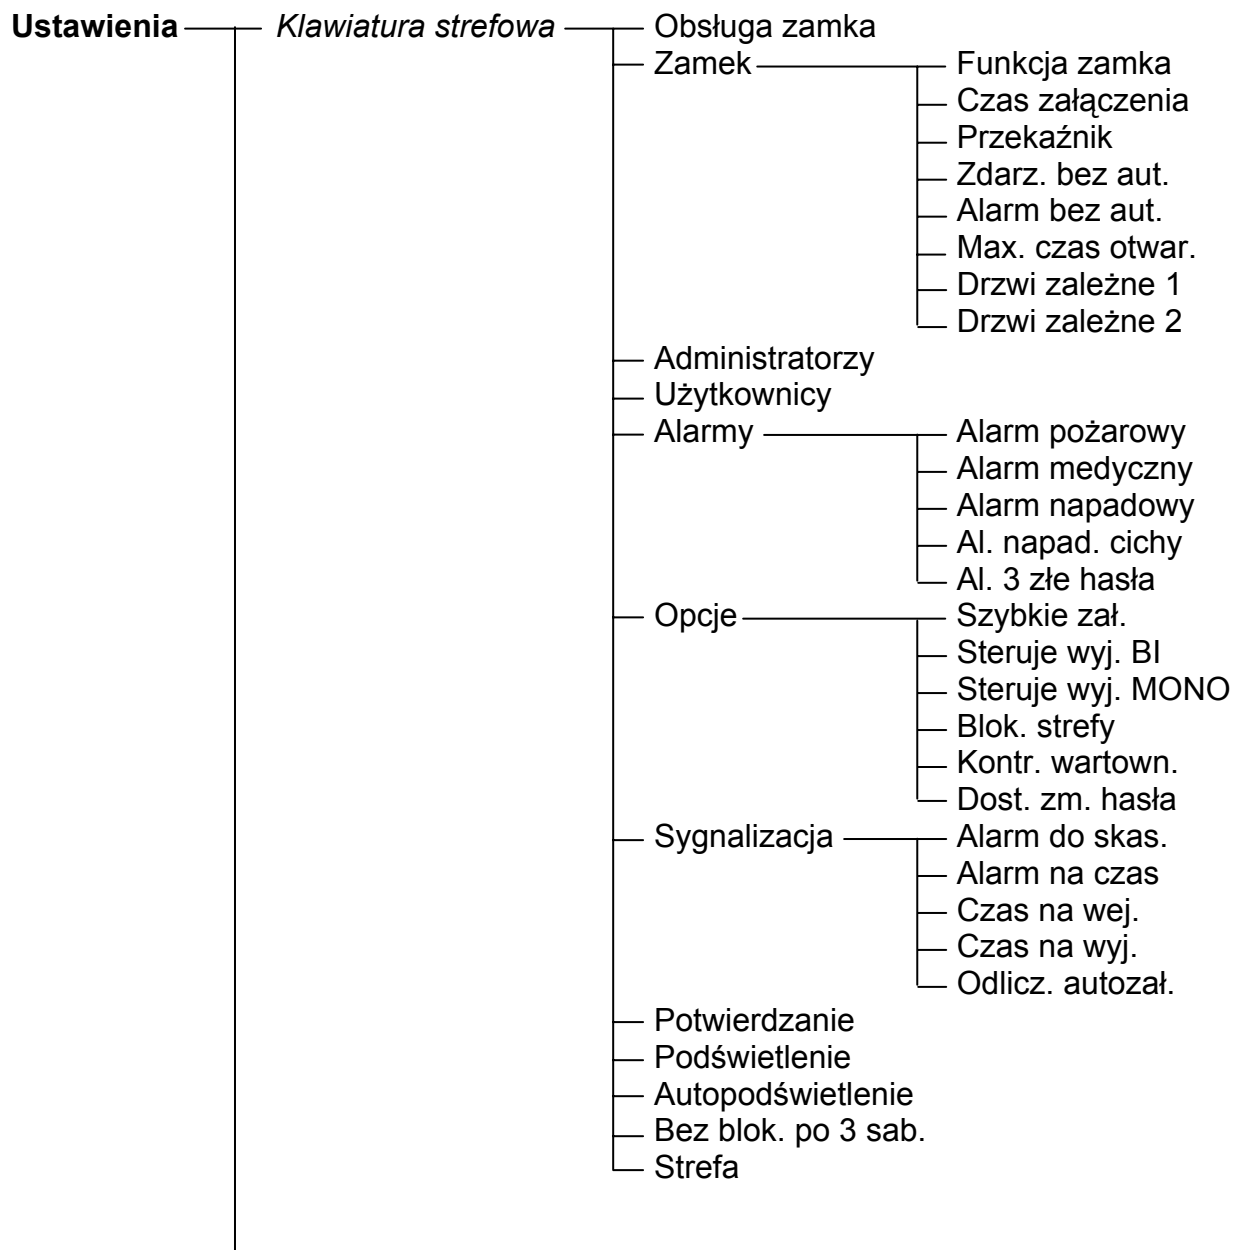 Ustawienia Klawiatura strefowa Obsługa zamka
Zamek Funkcja zamka
Czas załączenia
Przekaźnik
Zdarz. bez aut.
Alarm bez aut.
Max. czas otwar.
Drzwi zależne 1
Drzwi zależne 2
Administratorzy
Użytkownicy
Alarmy Alarm pożarowy
Alarm medyczny
Alarm napadowy
Al. napad. cichy
Al. 3 złe hasła
Opcje Szybkie zał.
Steruje wyj. BI
Steruje wyj. MONO
Blok. strefy
Kontr. wartown.
Dost. zm. hasła
Sygnalizacja Alarm do skas.
Alarm na czas
Czas na wej.
Czas na wyj.
Odlicz. autozał.
Potwierdzanie
Podświetlenie
Autopodświetlenie
Bez blok. po 3 sab.
Strefa